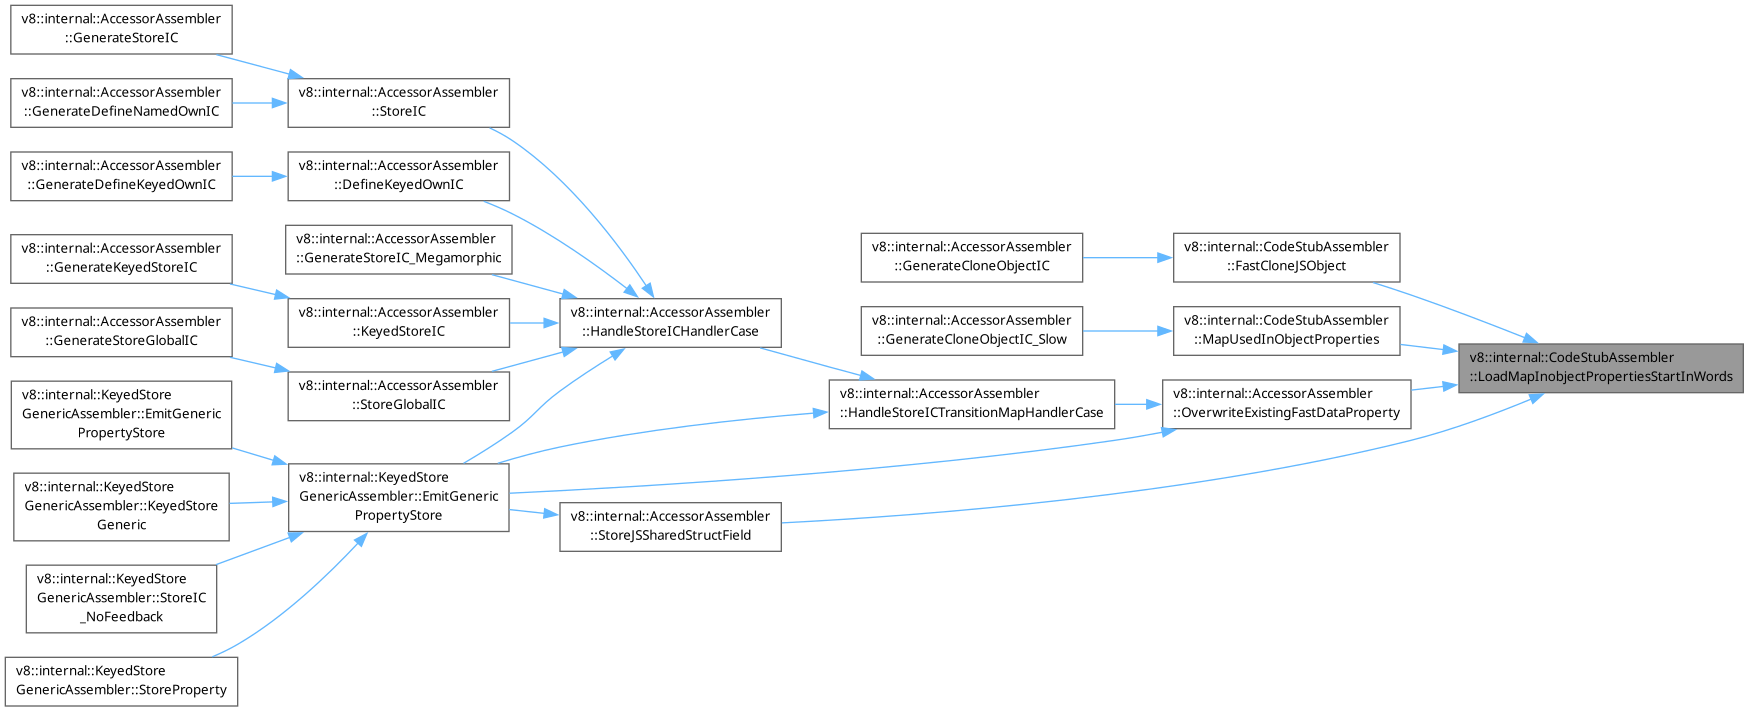 v8::internal::AccessorAssembler
::GenerateStoreIC
v8::internal::AccessorAssembler
::GenerateDefineNamedOwnIC
v8::internal::AccessorAssembler
::GenerateDefineKeyedOwnIC
v8::internal::AccessorAssembler
::GenerateKeyedStoreIC
v8::internal::AccessorAssembler
::GenerateStoreGlobalIC
v8::internal::KeyedStore
GenericAssembler::EmitGeneric
PropertyStore
v8::internal::KeyedStore
GenericAssembler::KeyedStore
Generic
v8::internal::KeyedStore
GenericAssembler::StoreIC
_NoFeedback
v8::internal::KeyedStore
GenericAssembler::StoreProperty
v8::internal::AccessorAssembler
::StoreIC
v8::internal::AccessorAssembler
::DefineKeyedOwnIC
v8::internal::AccessorAssembler
::GenerateStoreIC_Megamorphic
v8::internal::AccessorAssembler
::KeyedStoreIC
v8::internal::AccessorAssembler
::StoreGlobalIC
v8::internal::KeyedStore
GenericAssembler::EmitGeneric
PropertyStore
v8::internal::AccessorAssembler
::HandleStoreICHandlerCase
v8::internal::AccessorAssembler
::StoreJSSharedStructField
v8::internal::AccessorAssembler
::GenerateCloneObjectIC
v8::internal::AccessorAssembler
::GenerateCloneObjectIC_Slow
v8::internal::AccessorAssembler
::HandleStoreICTransitionMapHandlerCase
v8::internal::CodeStubAssembler
::FastCloneJSObject
v8::internal::CodeStubAssembler
::MapUsedInObjectProperties
v8::internal::AccessorAssembler
::OverwriteExistingFastDataProperty
v8::internal::CodeStubAssembler
::LoadMapInobjectPropertiesStartInWords